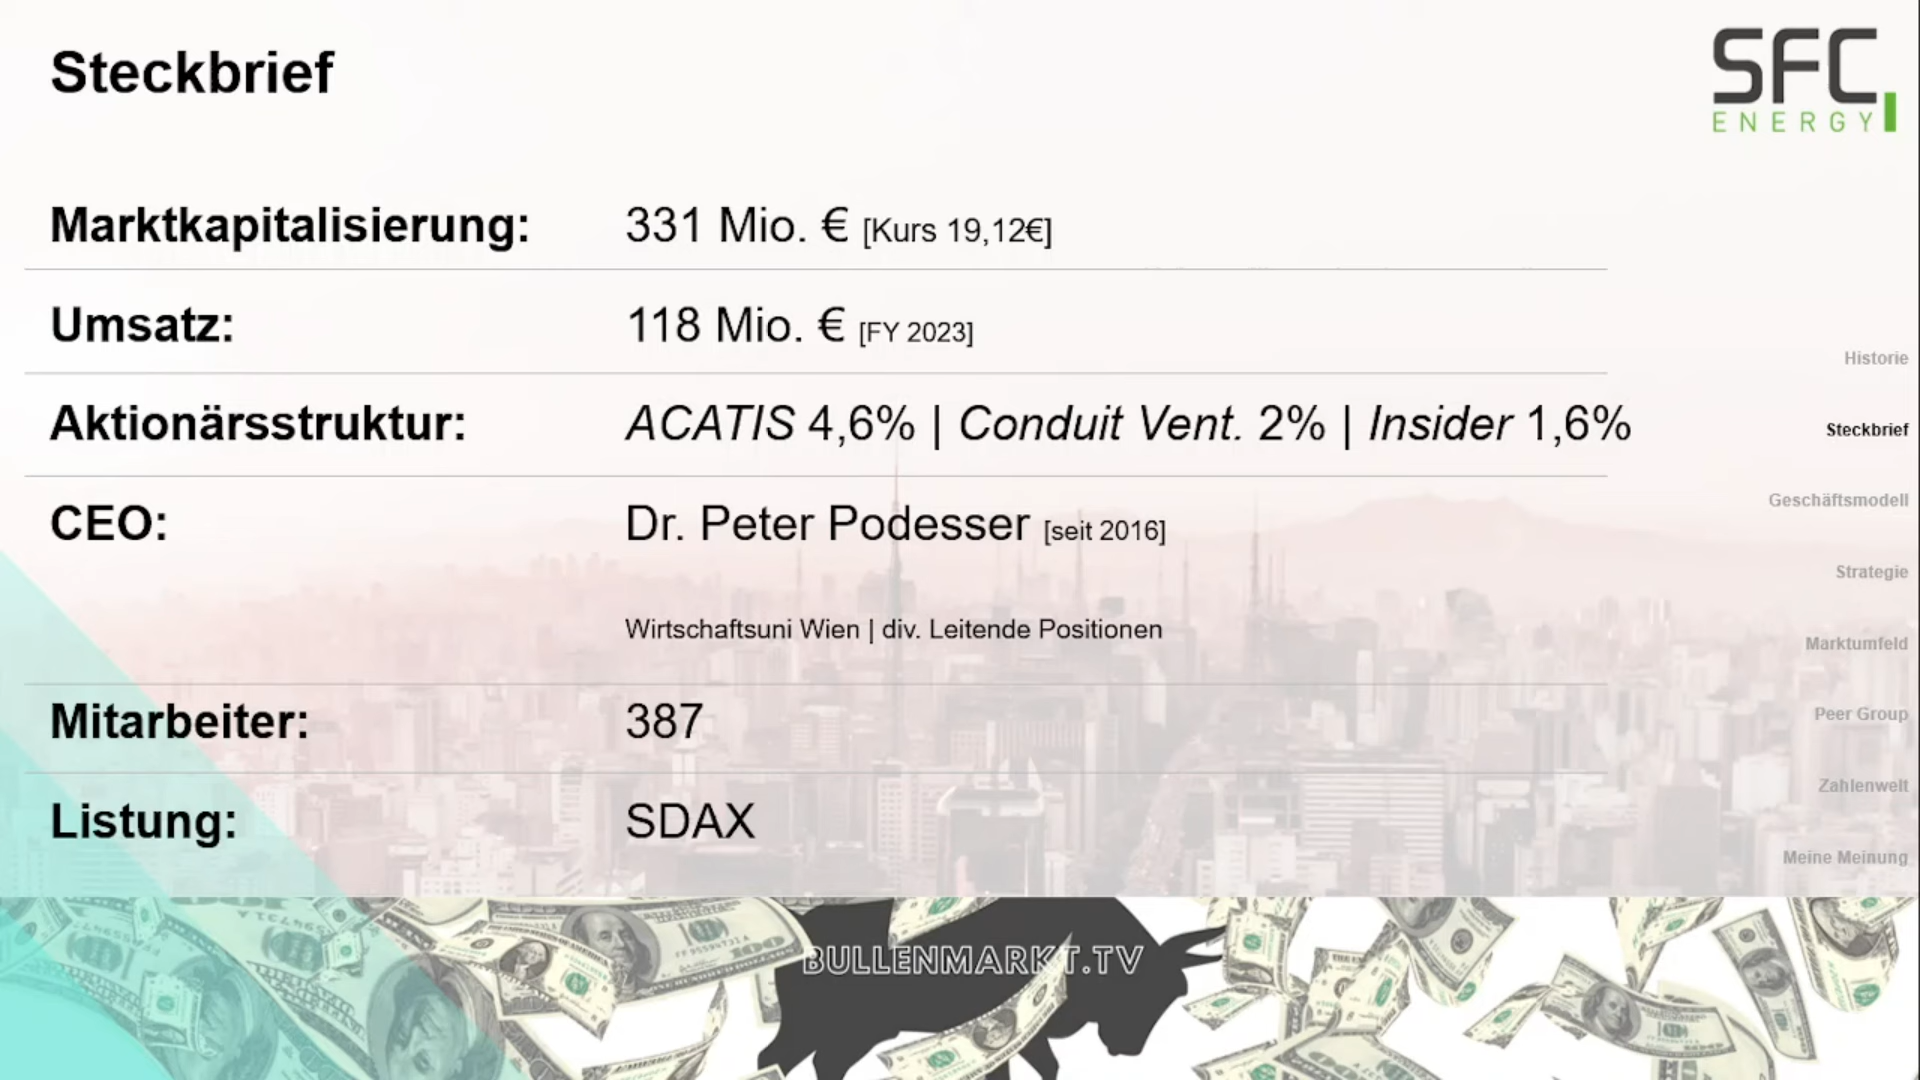 Steckbrief
SFC
ENERGY
Marktkapitalisierung: 331 Mio. € [Kurs 19,12€]
Umsatz: 118 Mio. € [FY 2023]
Aktionärsstruktur: ACATIS 4,6% | Conduit Vent. 2% | Insider 1,6%
CEO: Dr. Peter Podesser [seit 2016]
Wirtschaftsuni Wien | div. Leitende Positionen
Mitarbeiter: 387
Listung: SDAX
Historie
Steckbrief
Geschäftsmodell
Strategie
Marktumfeld
Peer Group
Zahlenwelt
Meine Meinung
BULLENMARKT.TV